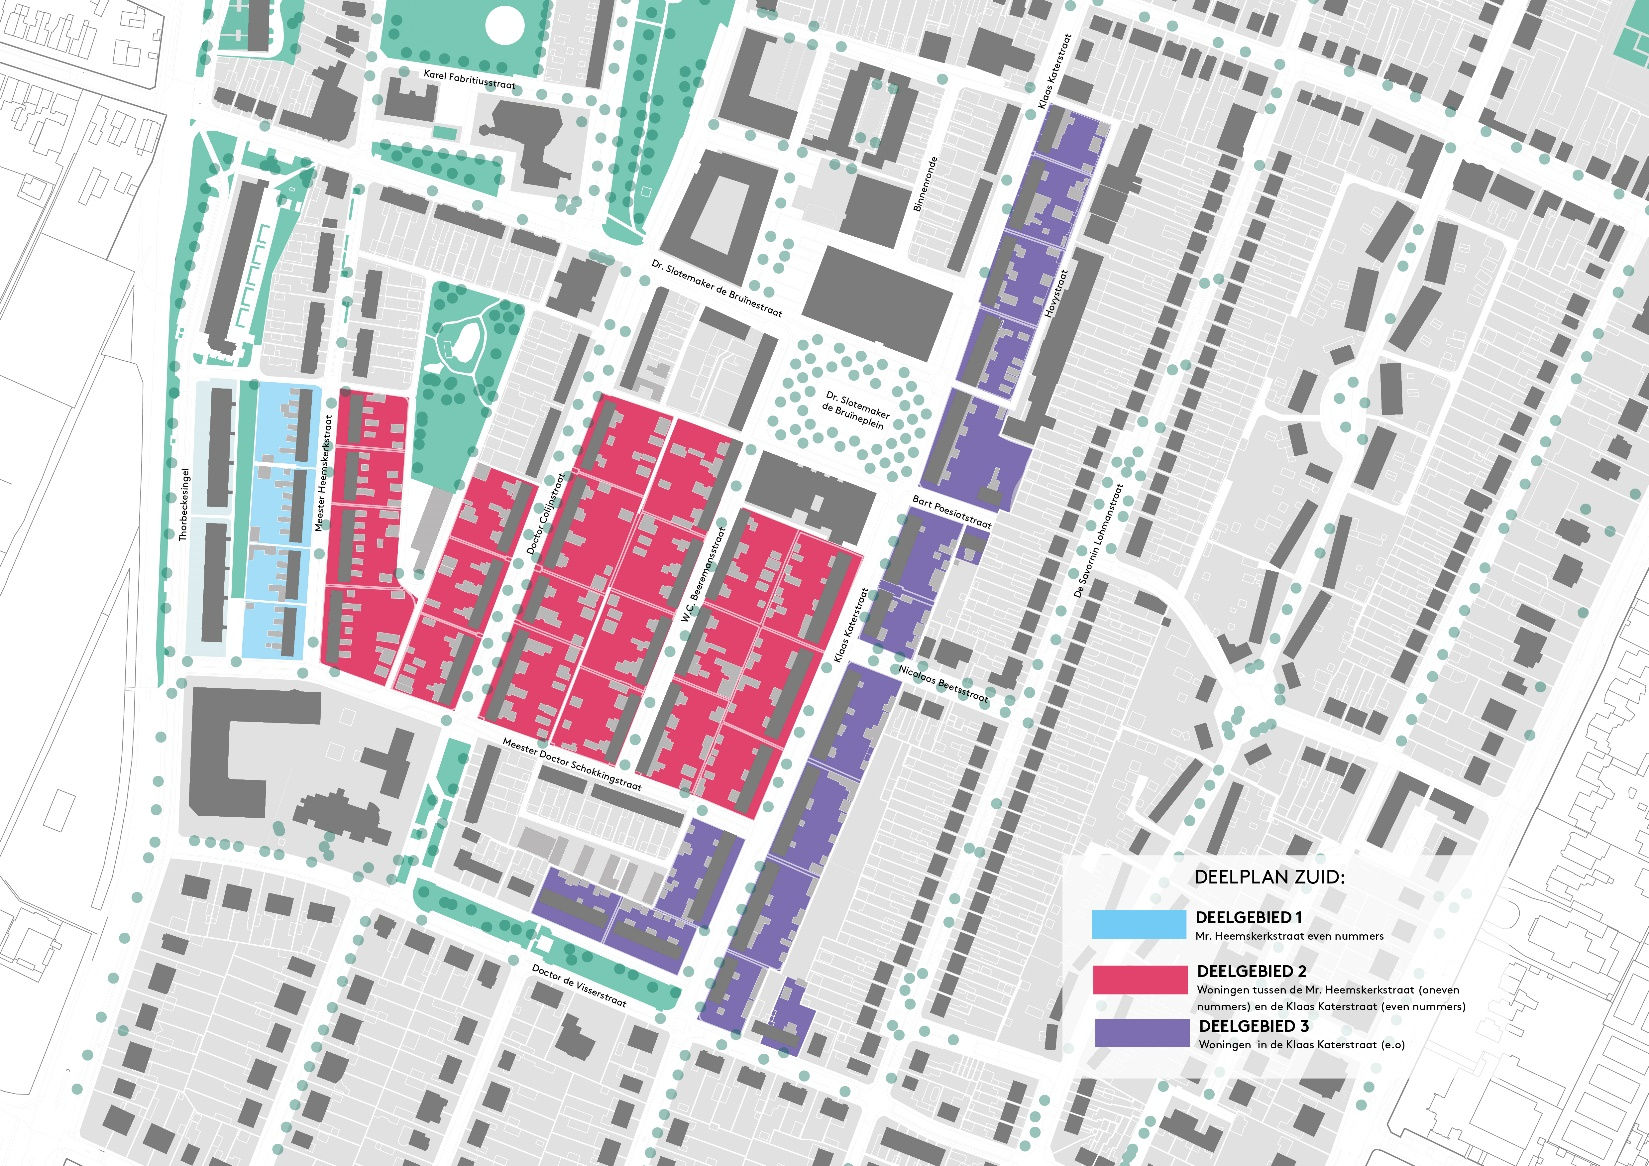 Karel Fabritiusstraat
Klaas Katerstraat
Binnenronde
Dr. Slotemaker de Bruïnestraat
Hovystraat
Dr. Slotemaker
de Bruïneplein
Thorbeckesingel
Meester Heemskerkstraat
Doctor Colijnstraat
W.C. Beeremansstraat
Bart Poesiatstraat
De Savornin Lohmanstraat
Klaas Katerstraat
Nicolaas Beetsstraat
Meester Doctor Schokkingstraat
Doctor de Visserstraat
DEELPLAN ZUID:
DEELGEBIED 1
Mr. Heemskerkstraat even nummers
DEELGEBIED 2
Woningen tussen de Mr. Heemskerkstraat (oneven
nummers) en de Klaas Katerstraat (even nummers)
DEELGEBIED 3
Woningen in de Klaas Katerstraat (e.o)